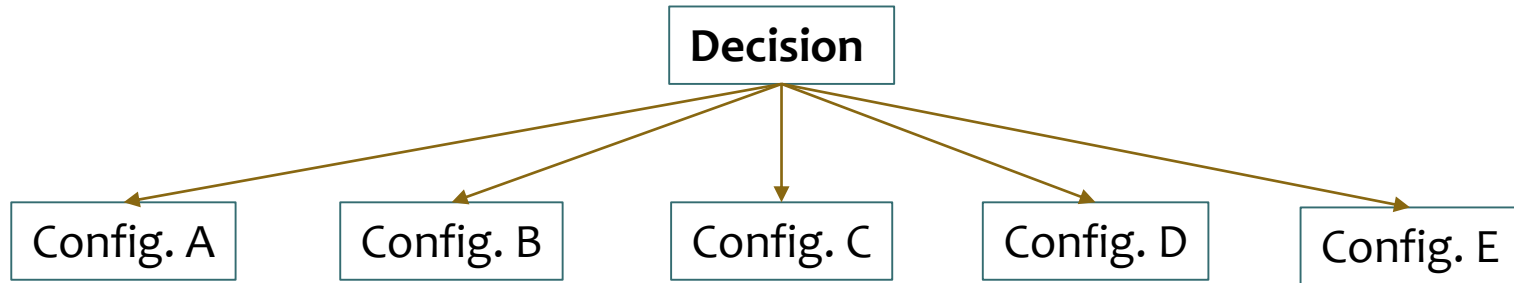 Decision
Config. A
Config. B
Config. C
Config. D
Config. E